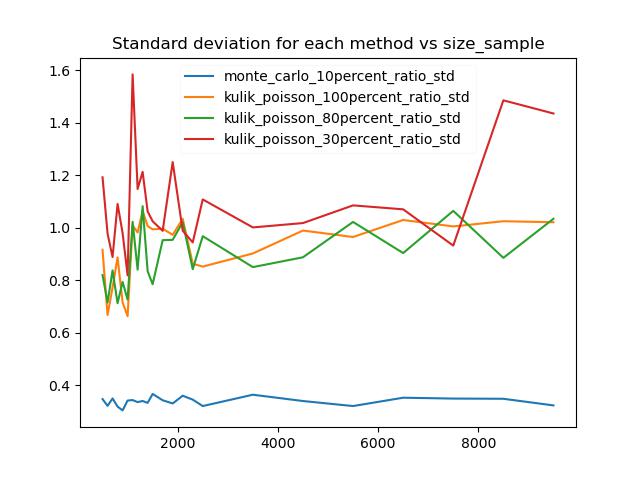 Standard deviation for each method vs size_sample
monte_carlo_10percent_ratio_std
kulik_poisson_100percent_ratio_std
kulik_poisson_80percent_ratio_std
kulik_poisson_30percent_ratio_std
1.6
1.4
1.2
1.0
0.8
0.6
0.4
2000 4000 6000 8000